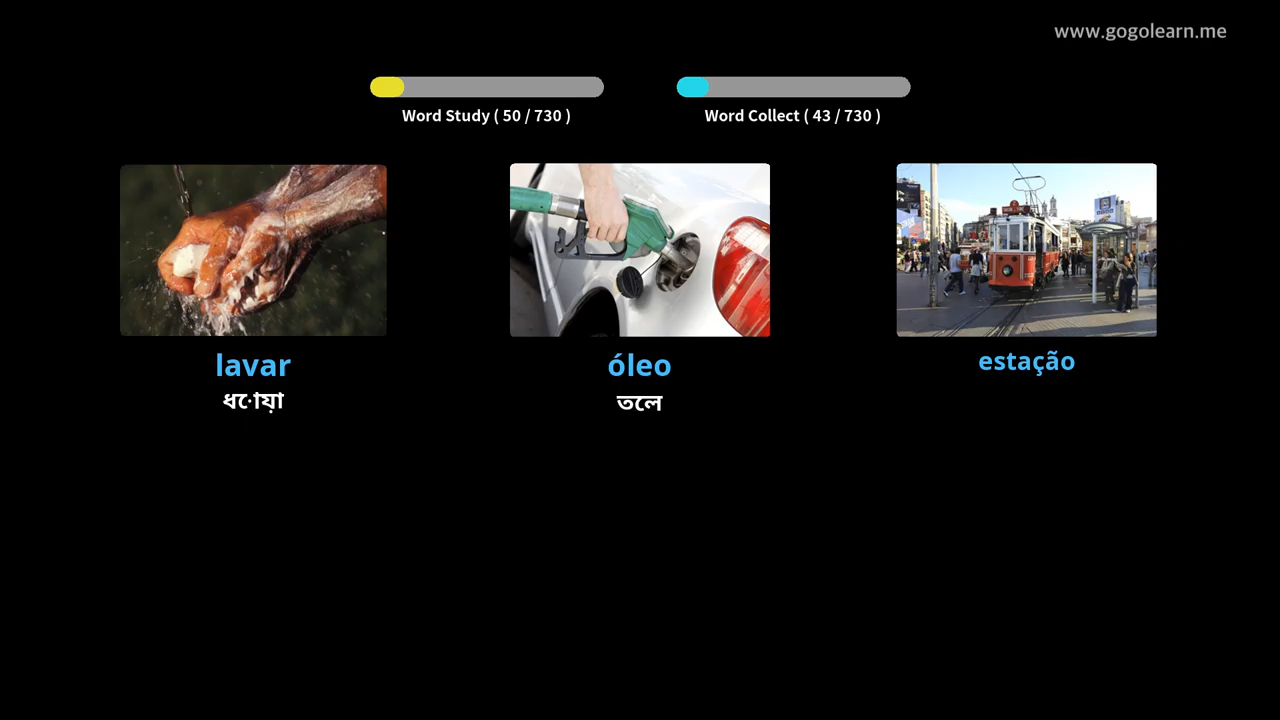 www.gogolearn.me
Word Study ( 50 / 730 )
Word Collect ( 43 / 730 )
lavar
óleo
estação
ধোয়া
তেল